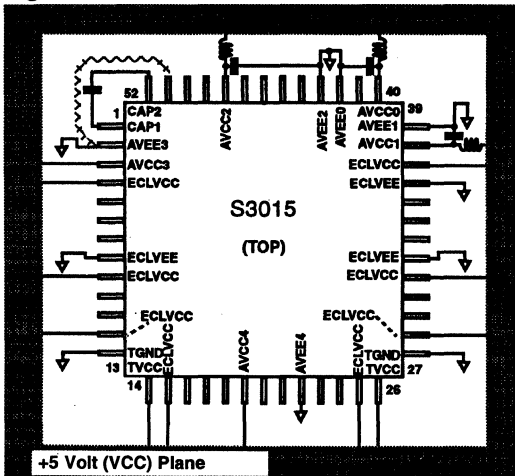 52
40
1
CAP2
CAP1
AVEE3
AVCC3
ECLVCC
AVCC2
AVEE2
AVEE0
AVCC0
39
AVEE1
AVCC1
ECLVCC
ECLVEE
S3015
(TOP)
ECLVEE
ECLVCC
ECLVEE
ECLVCC
ECLVCC
ECLVCC
TGND
13
TVCC
14
ECLVCC
AVCC4
AVEE4
ECLVCC
TGND
27
TVCC
26
+5 Volt (VCC) Plane